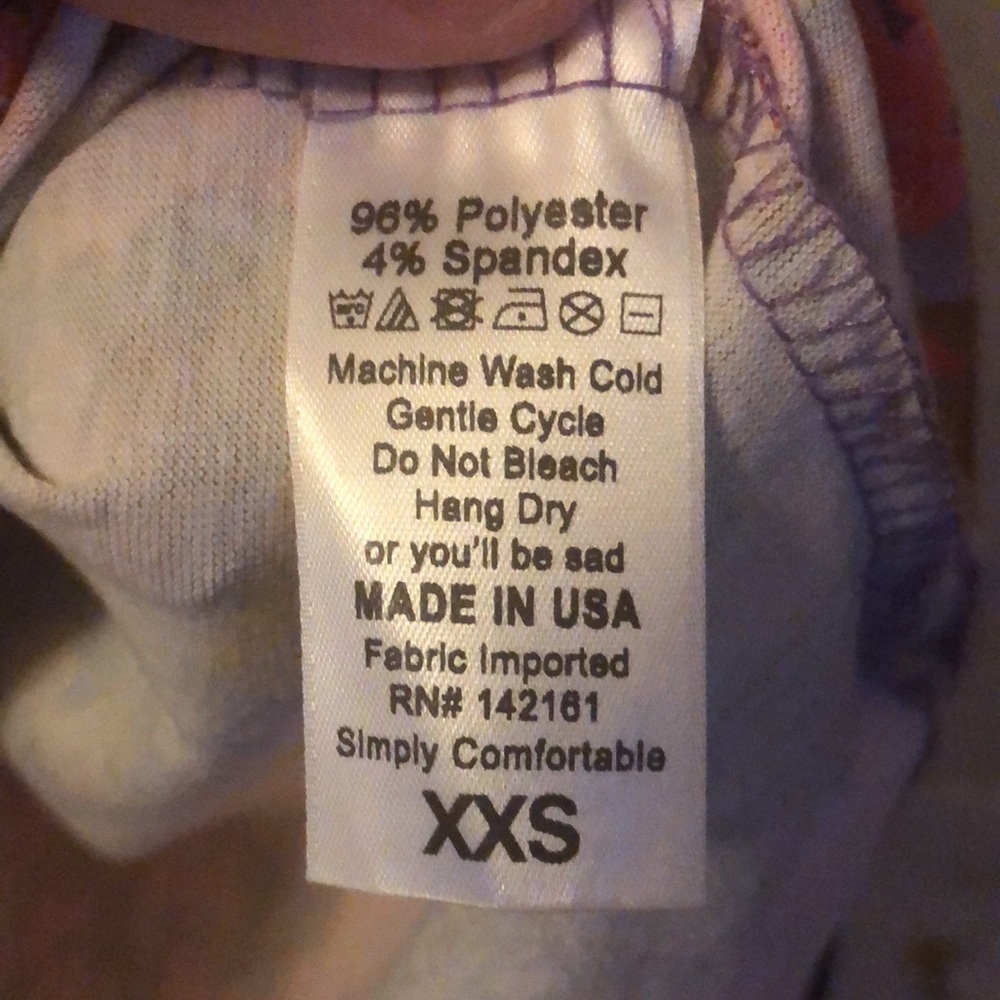 96% Polyester
4% Spandex
Machine Wash Cold
Gentle Cycle
Do Not Bleach
Hang Dry
or you'll be sad
MADE IN USA
Fabric Imported
RN# 142161
Simply Comfortable
XXS